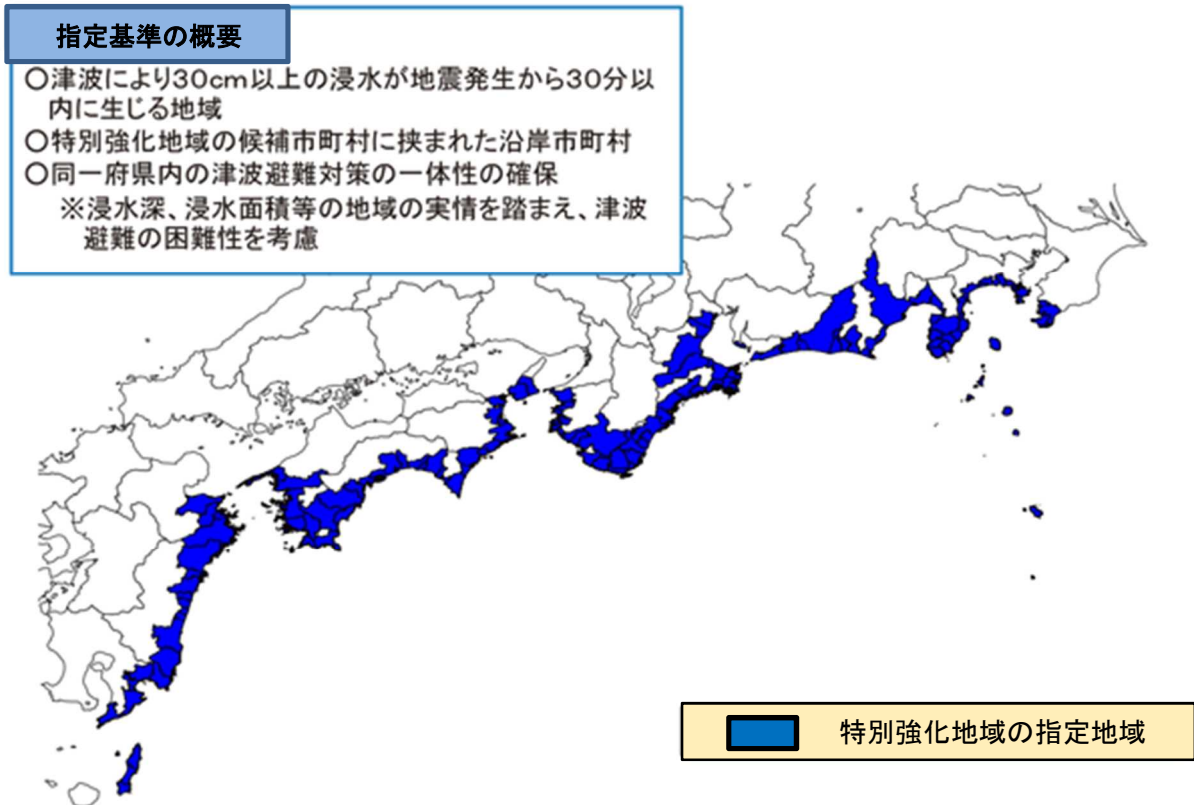 指定基準の概要
○津波により30cm以上の浸水が地震発生から30分以
内に生じる地域
○特別強化地域の候補市町村に挟まれた沿岸市町村
○同一府県内の津波避難対策の一体性の確保
※浸水深、浸水面積等の地域の実情を踏まえ、津波
避難の困難性を考慮
特別強化地域の指定地域